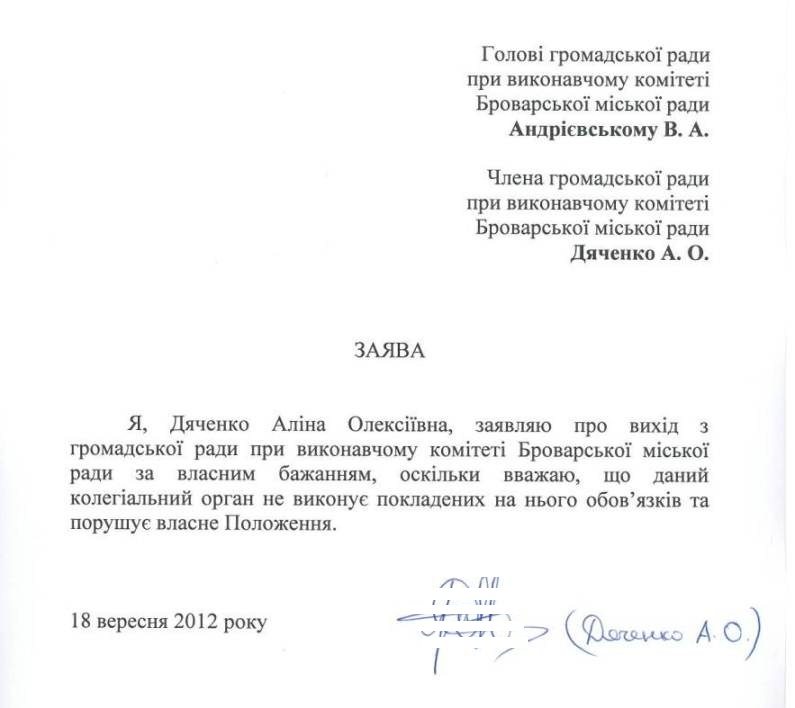 Голові громадської ради
при виконавчому комітеті
Броварської міської ради
Андрієвському В. А.
Члена громадської ради
при виконавчому комітеті
Броварської міської ради
Дяченко А. О.
ЗАЯВА
Я, Дяченко Аліна Олексіївна, заявляю про вихід з
громадської ради при виконавчому комітеті Броварської міської
ради за власним бажанням, оскільки вважаю, що даний
колегіальний орган не виконує покладених на нього обов’язків та
порушує власне Положення.
18 вересня 2012 року (Дяченко А.О.)